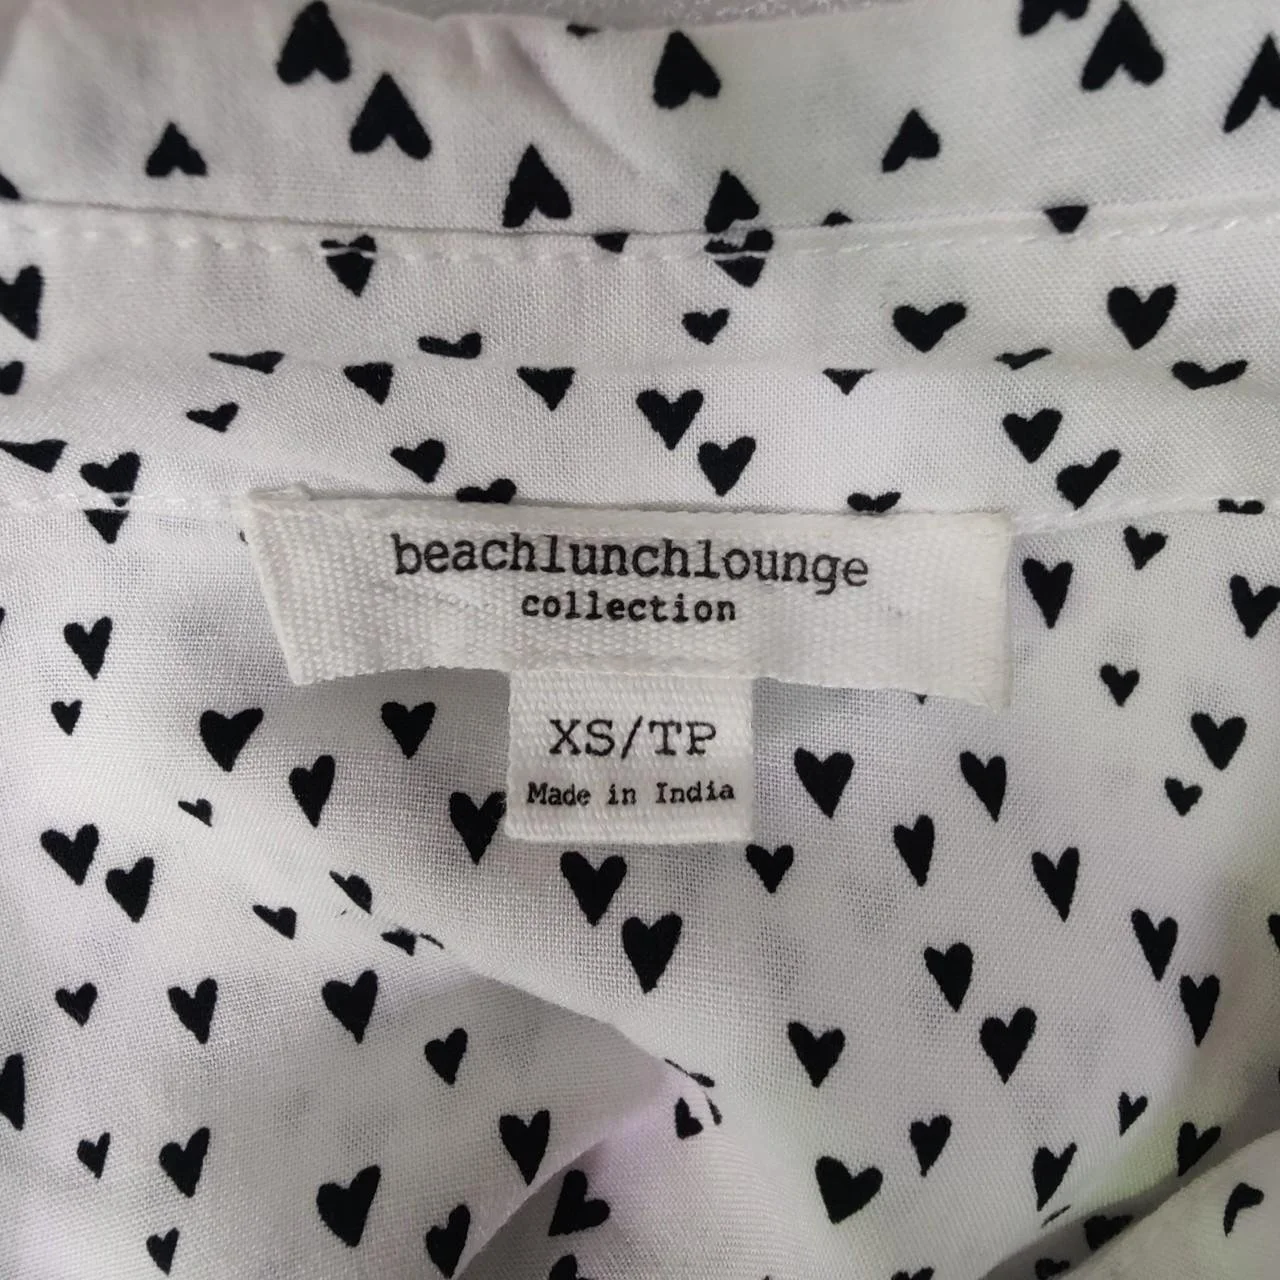 beachlunchlounge
collection
XS/TP
Made in India